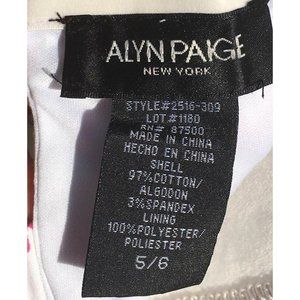 ALYN PAIGE
NEW YORK
STYLE#2516-309
LOT#1180
RN# 87500
MADE IN CHINA
HECHO EN CHINA
SHELL
97%COTTON/
ALGODON
3%SPANDEX
LINING
100%POLYESTER/
POLIESTER
5/6